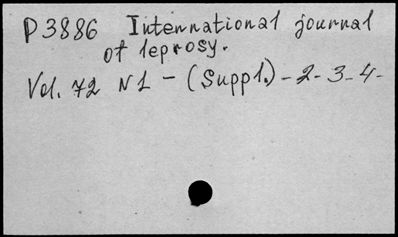 P3886 International journal
of leprosy.
Vol. 72 N1 - (Suppl.) - 2 - 3 - 4 -